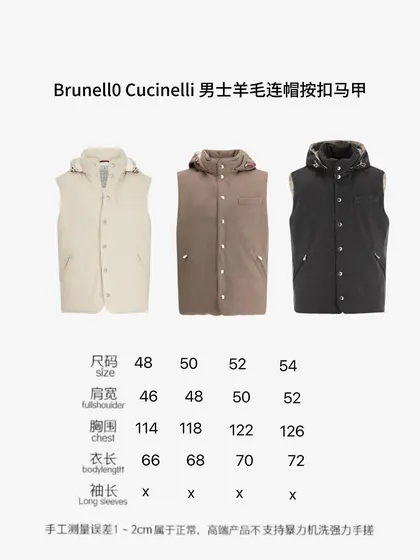 Brunell0 Cucinelli 男士羊毛连帽按扣马甲
尺码 48 50 52 54
size
肩宽 46 48 50 52
fullshoulder
胸围 114 118 122 126
chest
衣长 66 68 70 72
bodylength
袖长 x x x x
Long sleeves
手工测量误差1~2cm属于正常，高端产品不支持暴力机洗强力手搓